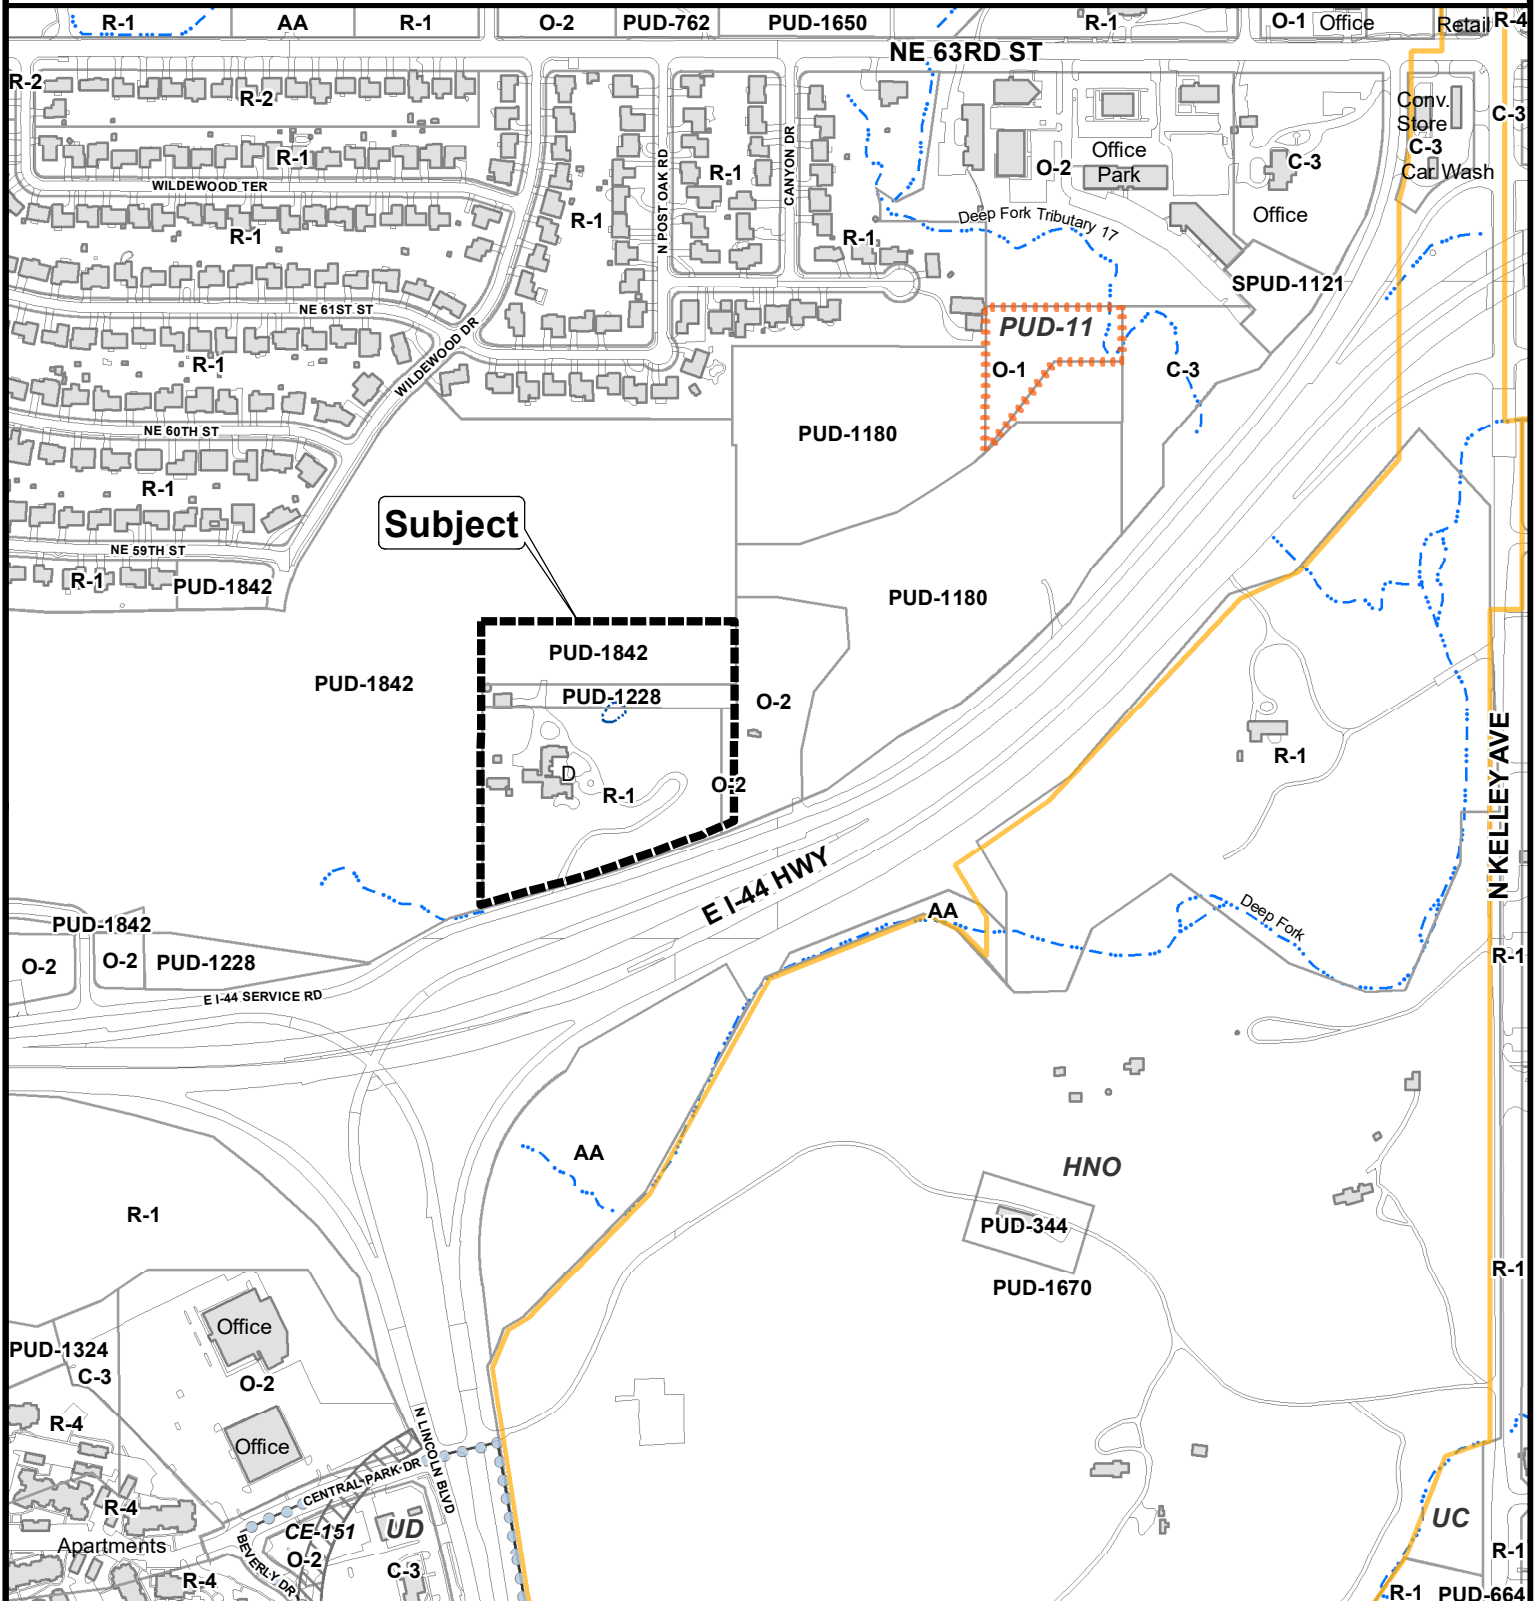 R-1
AA
R-1
O-2
PUD-762
PUD-1650
R-1
O-1
Office
Retail
R-4
NE 63RD ST
R-2
R-2
Conv.
Store
C-3
C-3
Car Wash
C-3
Office
Office
Park
O-2
C-3
Office
R-1
WILDEWOOD TER
R-1
R-1
N POST OAK RD
R-1
CANYON DR
R-1
Deep Fork Tributary 17
SPUD-1121
NE 61ST ST
WILDEWOOD DR
R-1
PUD-11
O-1
C-3
NE 60TH ST
PUD-1180
R-1
Subject
NE 59TH ST
R-1
PUD-1842
PUD-1180
PUD-1842
PUD-1842
PUD-1228
O-2
D
R-1
O-2
R-1
N KELLEY AVE
E I-44 HWY
AA
Deep Fork
PUD-1842
O-2
O-2
PUD-1228
R-1
E I-44 SERVICE RD
AA
HNO
R-1
PUD-344
PUD-1670
R-1
Office
PUD-1324
C-3
O-2
R-4
Office
N LINCOLN BLVD
CENTRAL PARK DR
R-4
CE-151
UD
UC
Apartments
BEVERLY DR
O-2
C-3
R-4
R-1
R-1
PUD-664